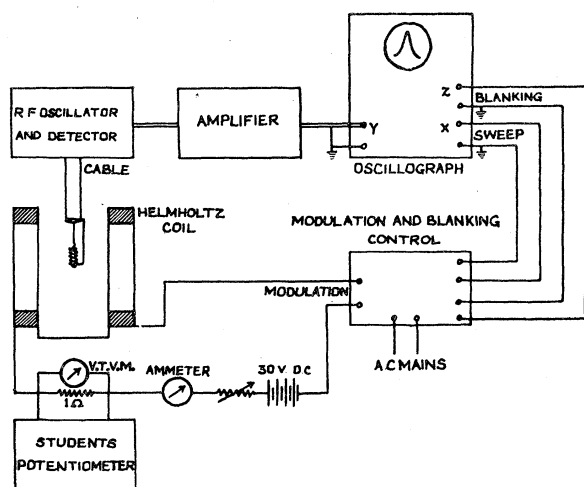 RF OSCILLATOR
AND DETECTOR
AMPLIFIER
Y
Z
BLANKING
X
SWEEP
OSCILLOGRAPH
CABLE
HELMHOLTZ
COIL
MODULATION AND BLANKING
CONTROL
MODULATION
A.C MAINS
V.T.V.M.
1Ω
AMMETER
30 V. D.C
STUDENTS
POTENTIOMETER